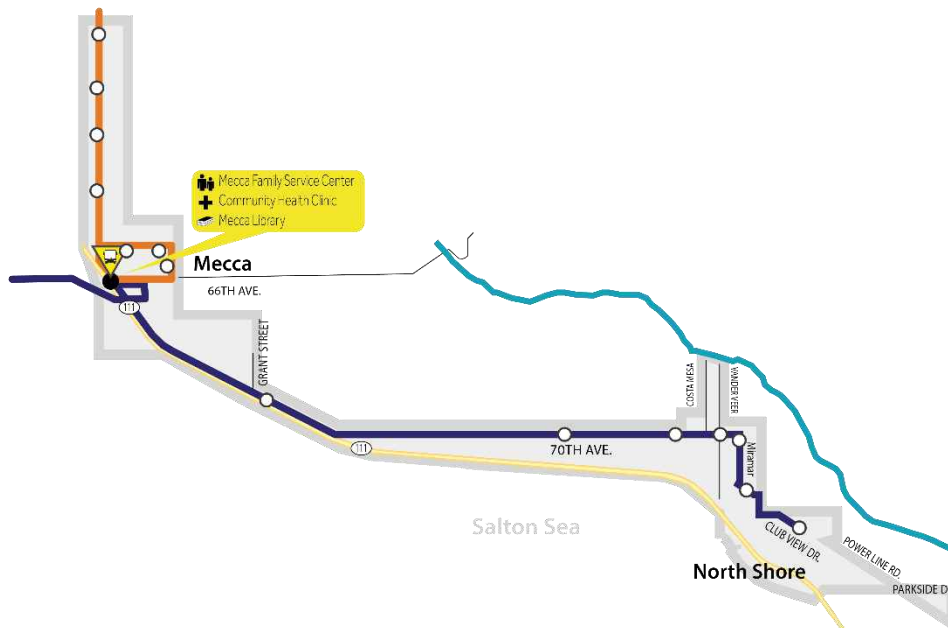 Mecca Family Service Center
Community Health Clinic
Mecca Library
Mecca
66TH AVE.
111
GRANT STREET
COSTA MESA
VANDER VEER
111
70TH AVE.
Miramar
Salton Sea
CLUB VIEW DR.
POWER LINE RD.
North Shore
PARKSIDE D